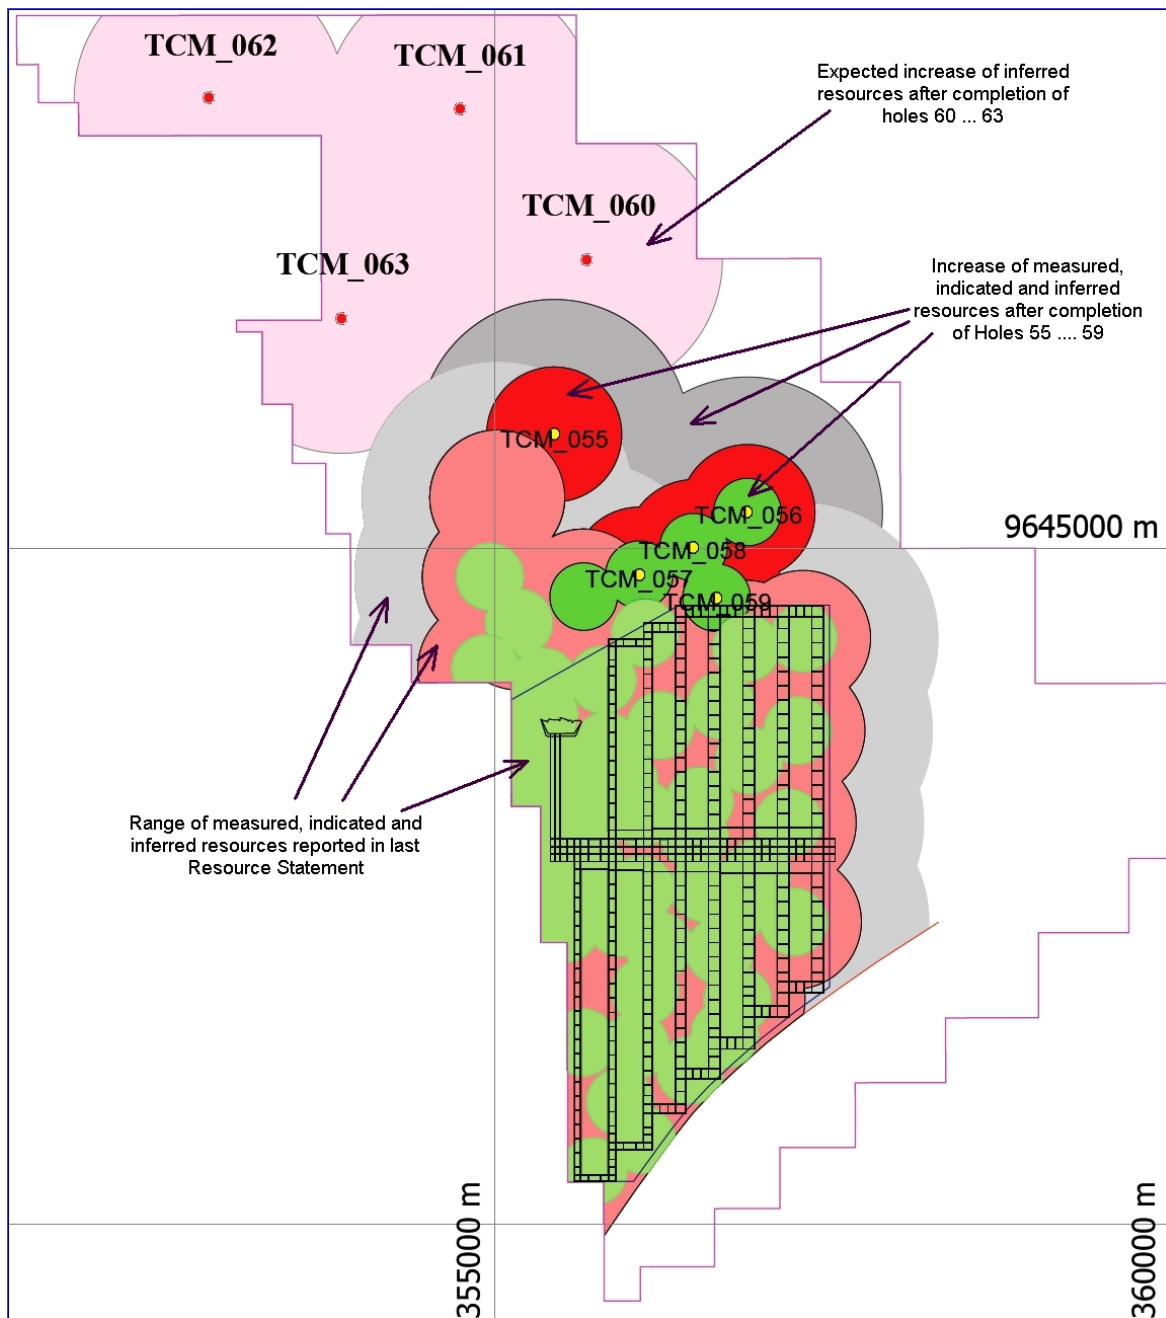 TCM_062
TCM_061
Expected increase of inferred
resources after completion of
holes 60 ... 63
TCM_060
TCM_063
Increase of measured,
indicated and inferred
resources after completion
of Holes 55 .... 59
TCM_055
TCM_056
9645000 m
TCM_058
TCM_057
TCM_059
Range of measured, indicated and
inferred resources reported in last
Resource Statement
355000 m
360000 m